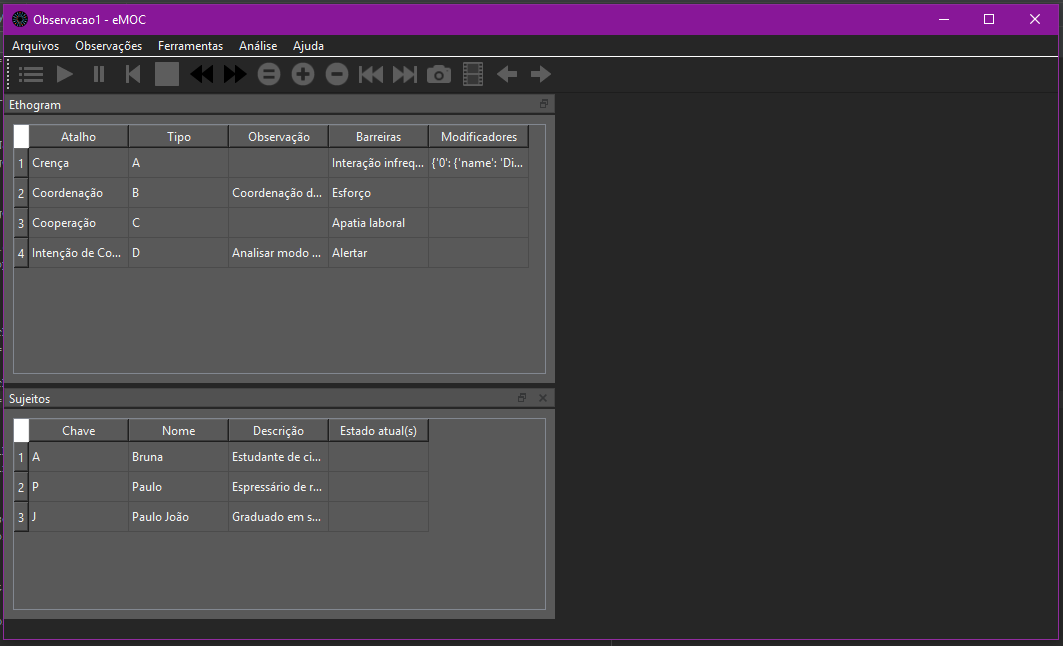 Observacao1 - eMOC
Arquivos Observações Ferramentas Análise Ajuda
Ethogram
Atalho Tipo Observação Barreiras Modificadores
1 Crença A Interação infreq... {'0': {'name': 'Di...
2 Coordenação B Coordenação d... Esforço
3 Cooperação C Apatia laboral
4 Intenção de Co... D Analisar modo ... Alertar
Sujeitos
Chave Nome Descrição Estado atual(s)
1 A Bruna Estudante de ci...
2 P Paulo Espressário de r...
3 J Paulo João Graduado em s...